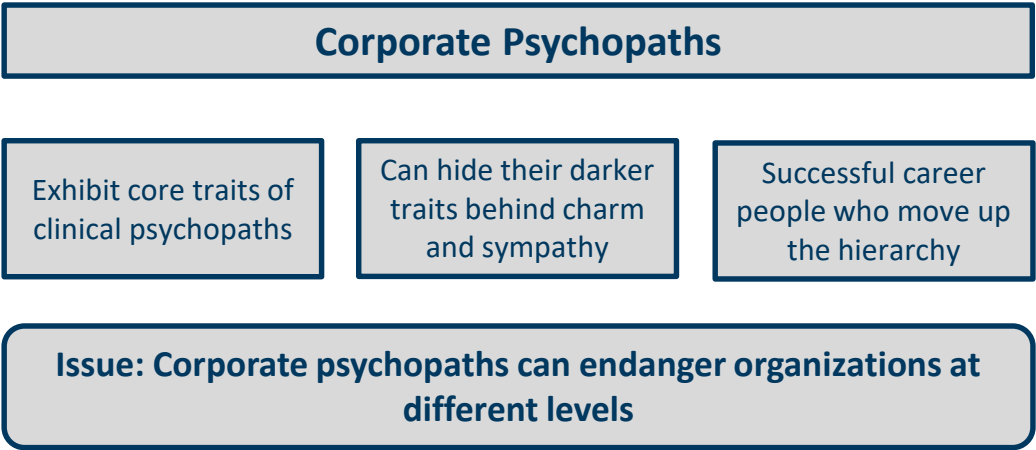 Corporate Psychopaths
Exhibit core traits of
clinical psychopaths
Can hide their darker
traits behind charm
and sympathy
Successful career
people who move up
the hierarchy
Issue: Corporate psychopaths can endanger organizations at
different levels